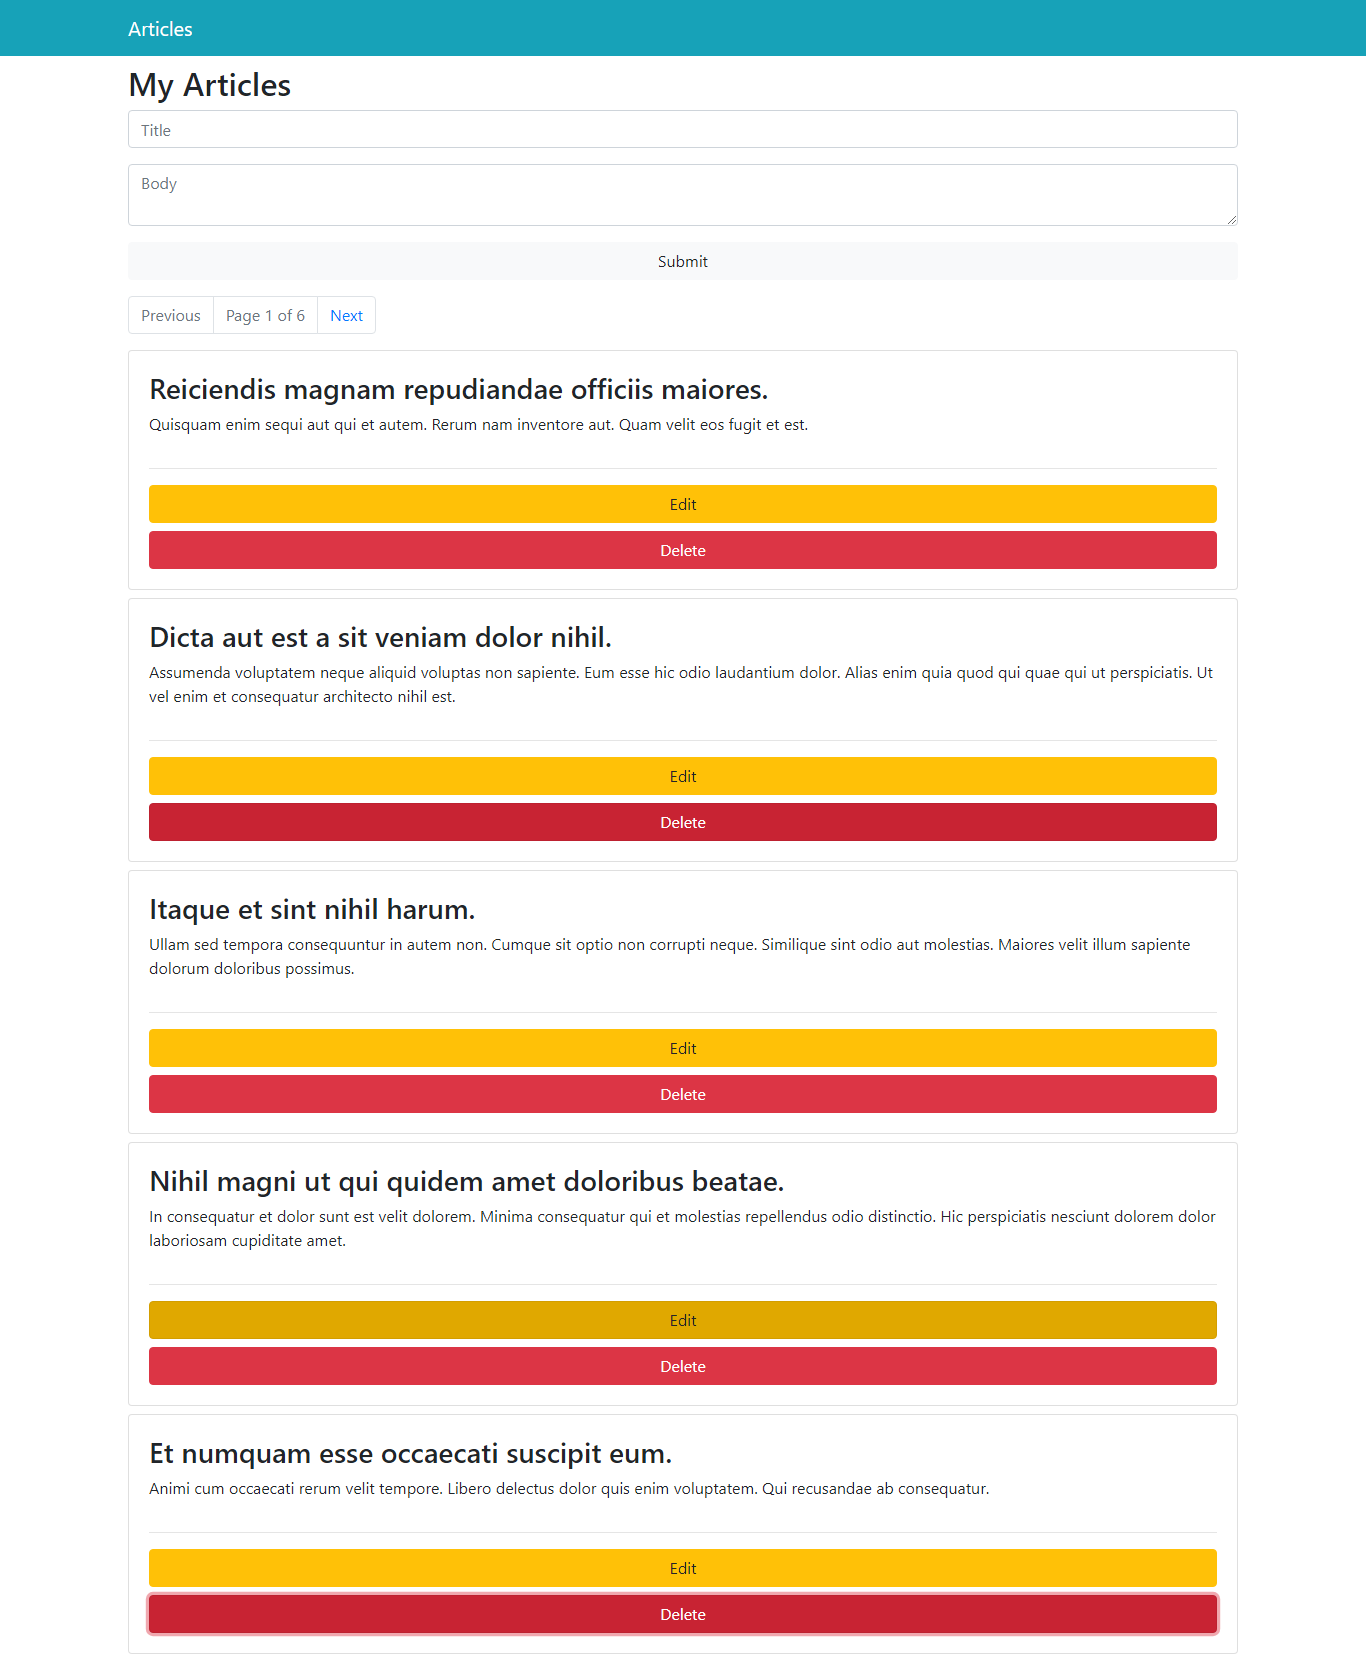 Articles
My Articles
Title
Body
Submit
Previous Page 1 of 6 Next
Reiciendis magnam repudiandae officiis maiores.
Quisquam enim sequi aut qui et autem. Rerum nam inventore aut. Quam velit eos fugit et est.
Edit
Delete
Dicta aut est a sit veniam dolor nihil.
Assumenda voluptatem neque aliquid voluptas non sapiente. Eum esse hic odio laudantium dolor. Alias enim quia quod qui quae qui ut perspiciatis. Ut
vel enim et consequatur architecto nihil est.
Edit
Delete
Itaque et sint nihil harum.
Ullam sed tempora consequuntur in autem non. Cumque sit optio non corrupti neque. Similique sint odio aut molestias. Maiores velit illum sapiente
dolorum doloribus possimus.
Edit
Delete
Nihil magni ut qui quidem amet doloribus beatae.
In consequatur et dolor sunt est velit dolorem. Minima consequatur qui et molestias repellendus odio distinctio. Hic perspiciatis nesciunt dolorem dolor
laboriosam cupiditate amet.
Edit
Delete
Et numquam esse occaecati suscipit eum.
Animi cum occaecati rerum velit tempore. Libero delectus dolor quis enim voluptatem. Qui recusandae ab consequatur.
Edit
Delete